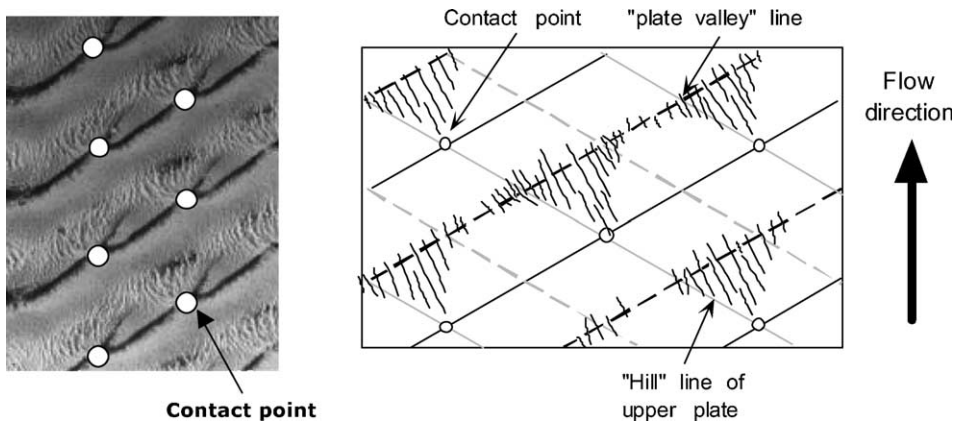 Contact point
"plate valley" line
Flow
direction
Contact point
"Hill" line of
upper plate